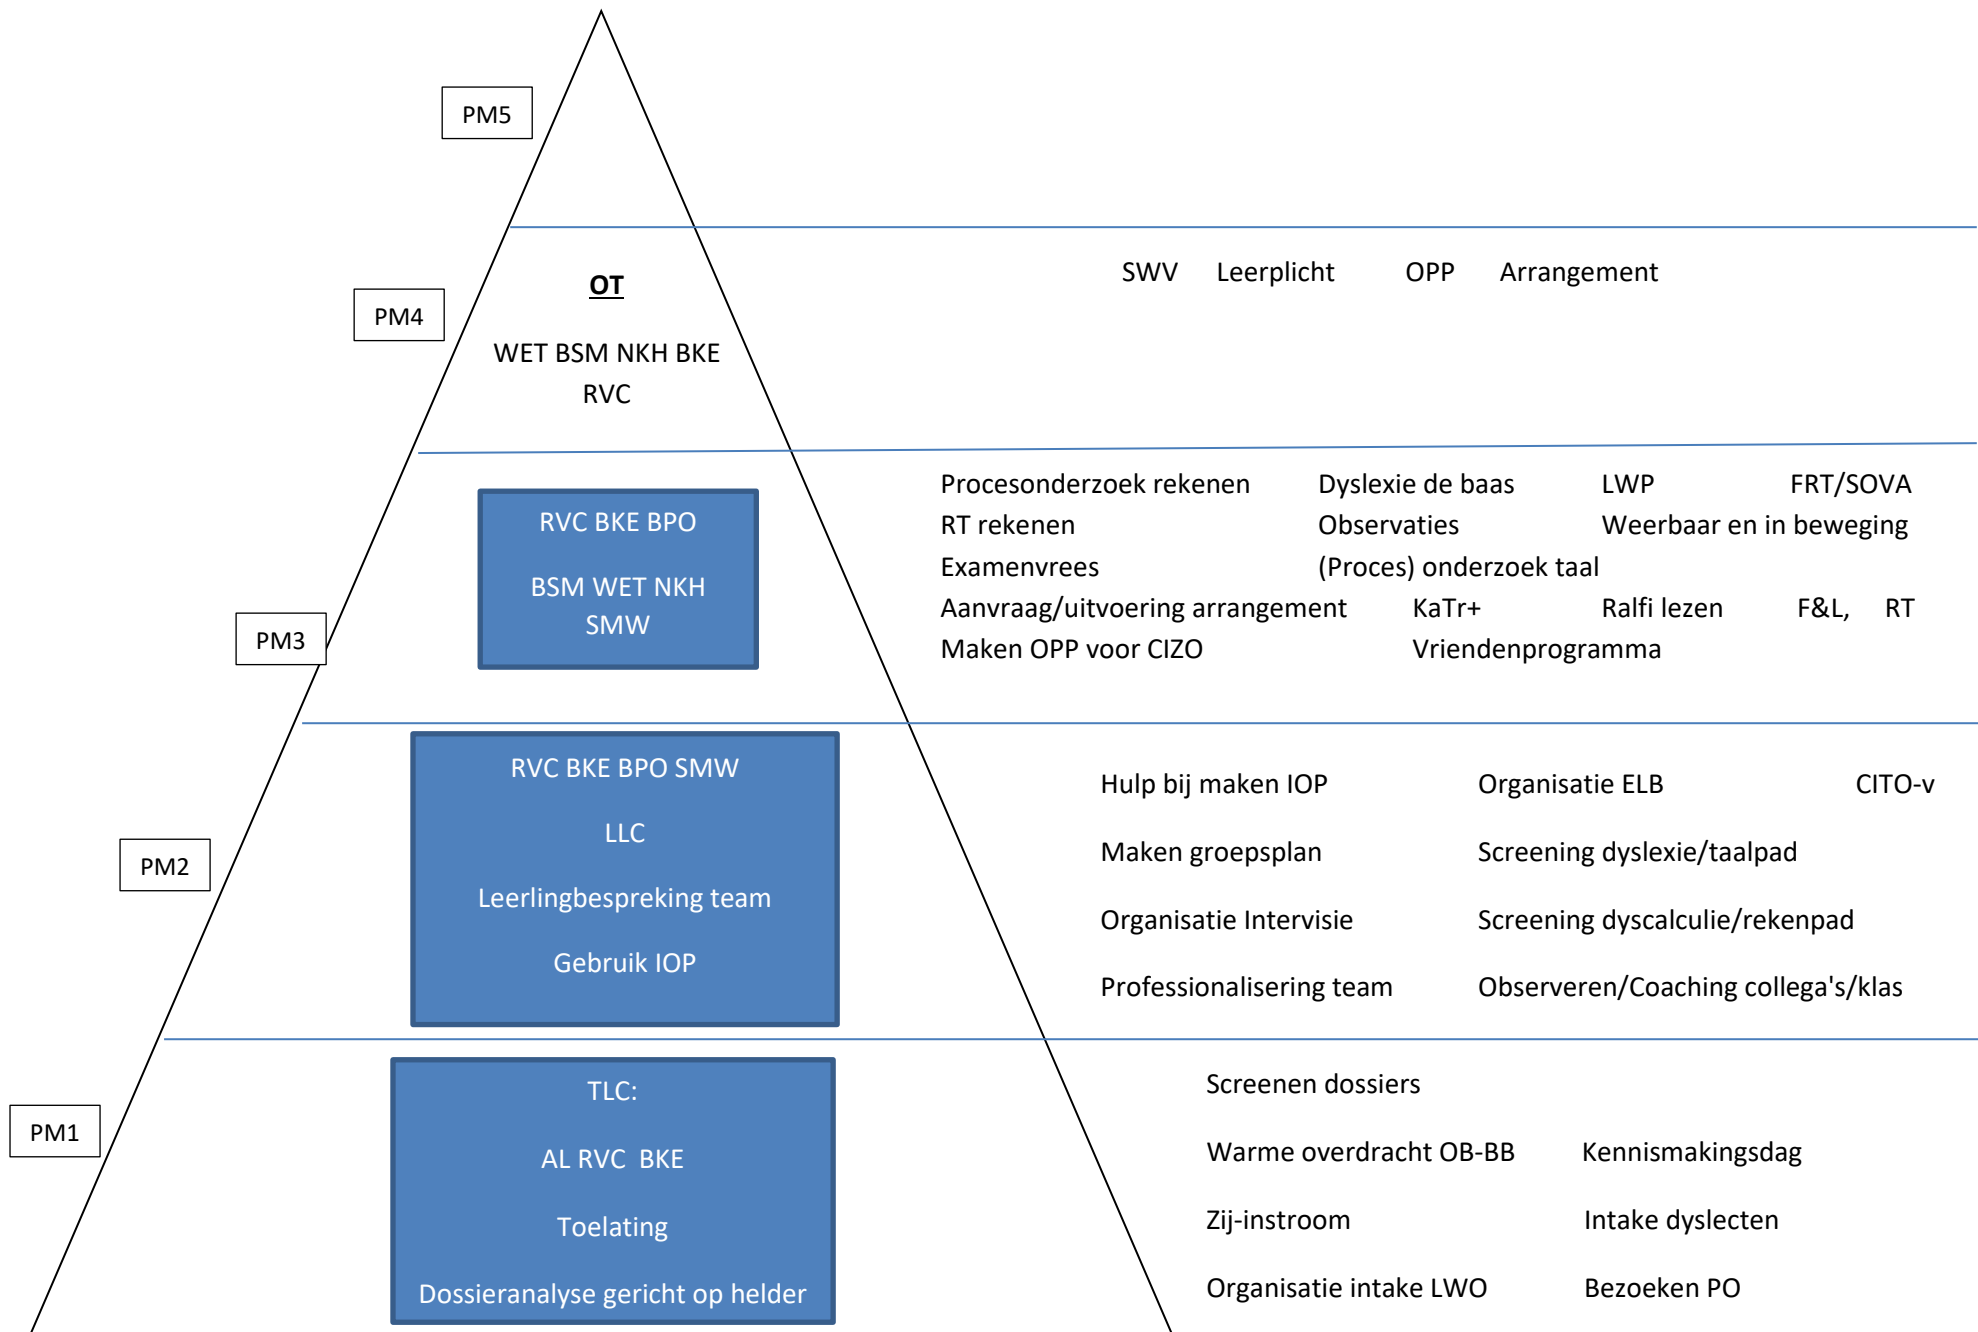 PM5
PM4
OT
WET BSM NKH BKE
RVC
SWV Leerplicht OPP Arrangement
PM3
RVC BKE BPO
BSM WET NKH
SMW
Procesonderzoek rekenen Dyslexie de baas LWP FRT/SOVA
RT rekenen Observaties Weerbaar en in beweging
Examenvrees (Proces) onderzoek taal
Aanvraag/uitvoering arrangement KaTr+ Ralfi lezen F&L, RT
Maken OPP voor CIZO Vriendenprogramma
PM2
RVC BKE BPO SMW
LLC
Leerlingbespreking team
Gebruik IOP
Hulp bij maken IOP Organisatie ELB CITO-v
Maken groepsplan Screening dyslexie/taalpad
Organisatie Intervisie Screening dyscalculie/rekenpad
Professionalisering team Observeren/Coaching collega's/klas
PM1
TLC:
AL RVC BKE
Toelating
Dossieranalyse gericht op helder
Screenen dossiers
Warme overdracht OB-BB Kennismakingsdag
Zij-instroom Intake dyslecten
Organisatie intake LWO Bezoeken PO